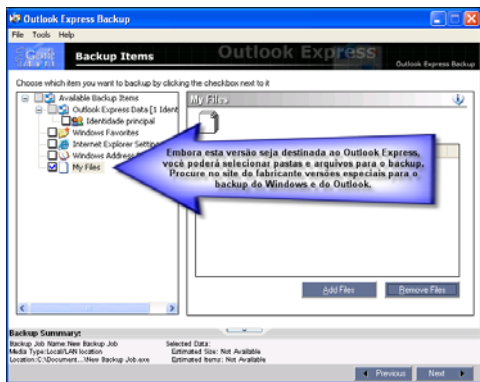 Outlook Express Backup
File Tools Help
Genie
Backup Items
Outlook Express
Outlook Express Backup
Choose which item you want to backup by clicking the checkbox next to it
Available Backup Items
Outlook Express Data [1 Ident
Identidade principal
Windows Favorites
Internet Explorer Settings
Windows Address
My Files
My Files
Embora esta versão seja destinada ao Outlook Express,
você poderá selecionar pastas e arquivos para o backup.
Procure no site do fabricante versões especiais para o
backup do Windows e do Outlook.
Add Files
Remove Files
Backup Summary:
Backup Job Name:New Backup Job
Media Type:Local/LAN location
Location:C:\Document...\New Backup Job.exe
Selected Data:
Estimated Size: Not Available
Estimated Items: Not Available
Previous
Next